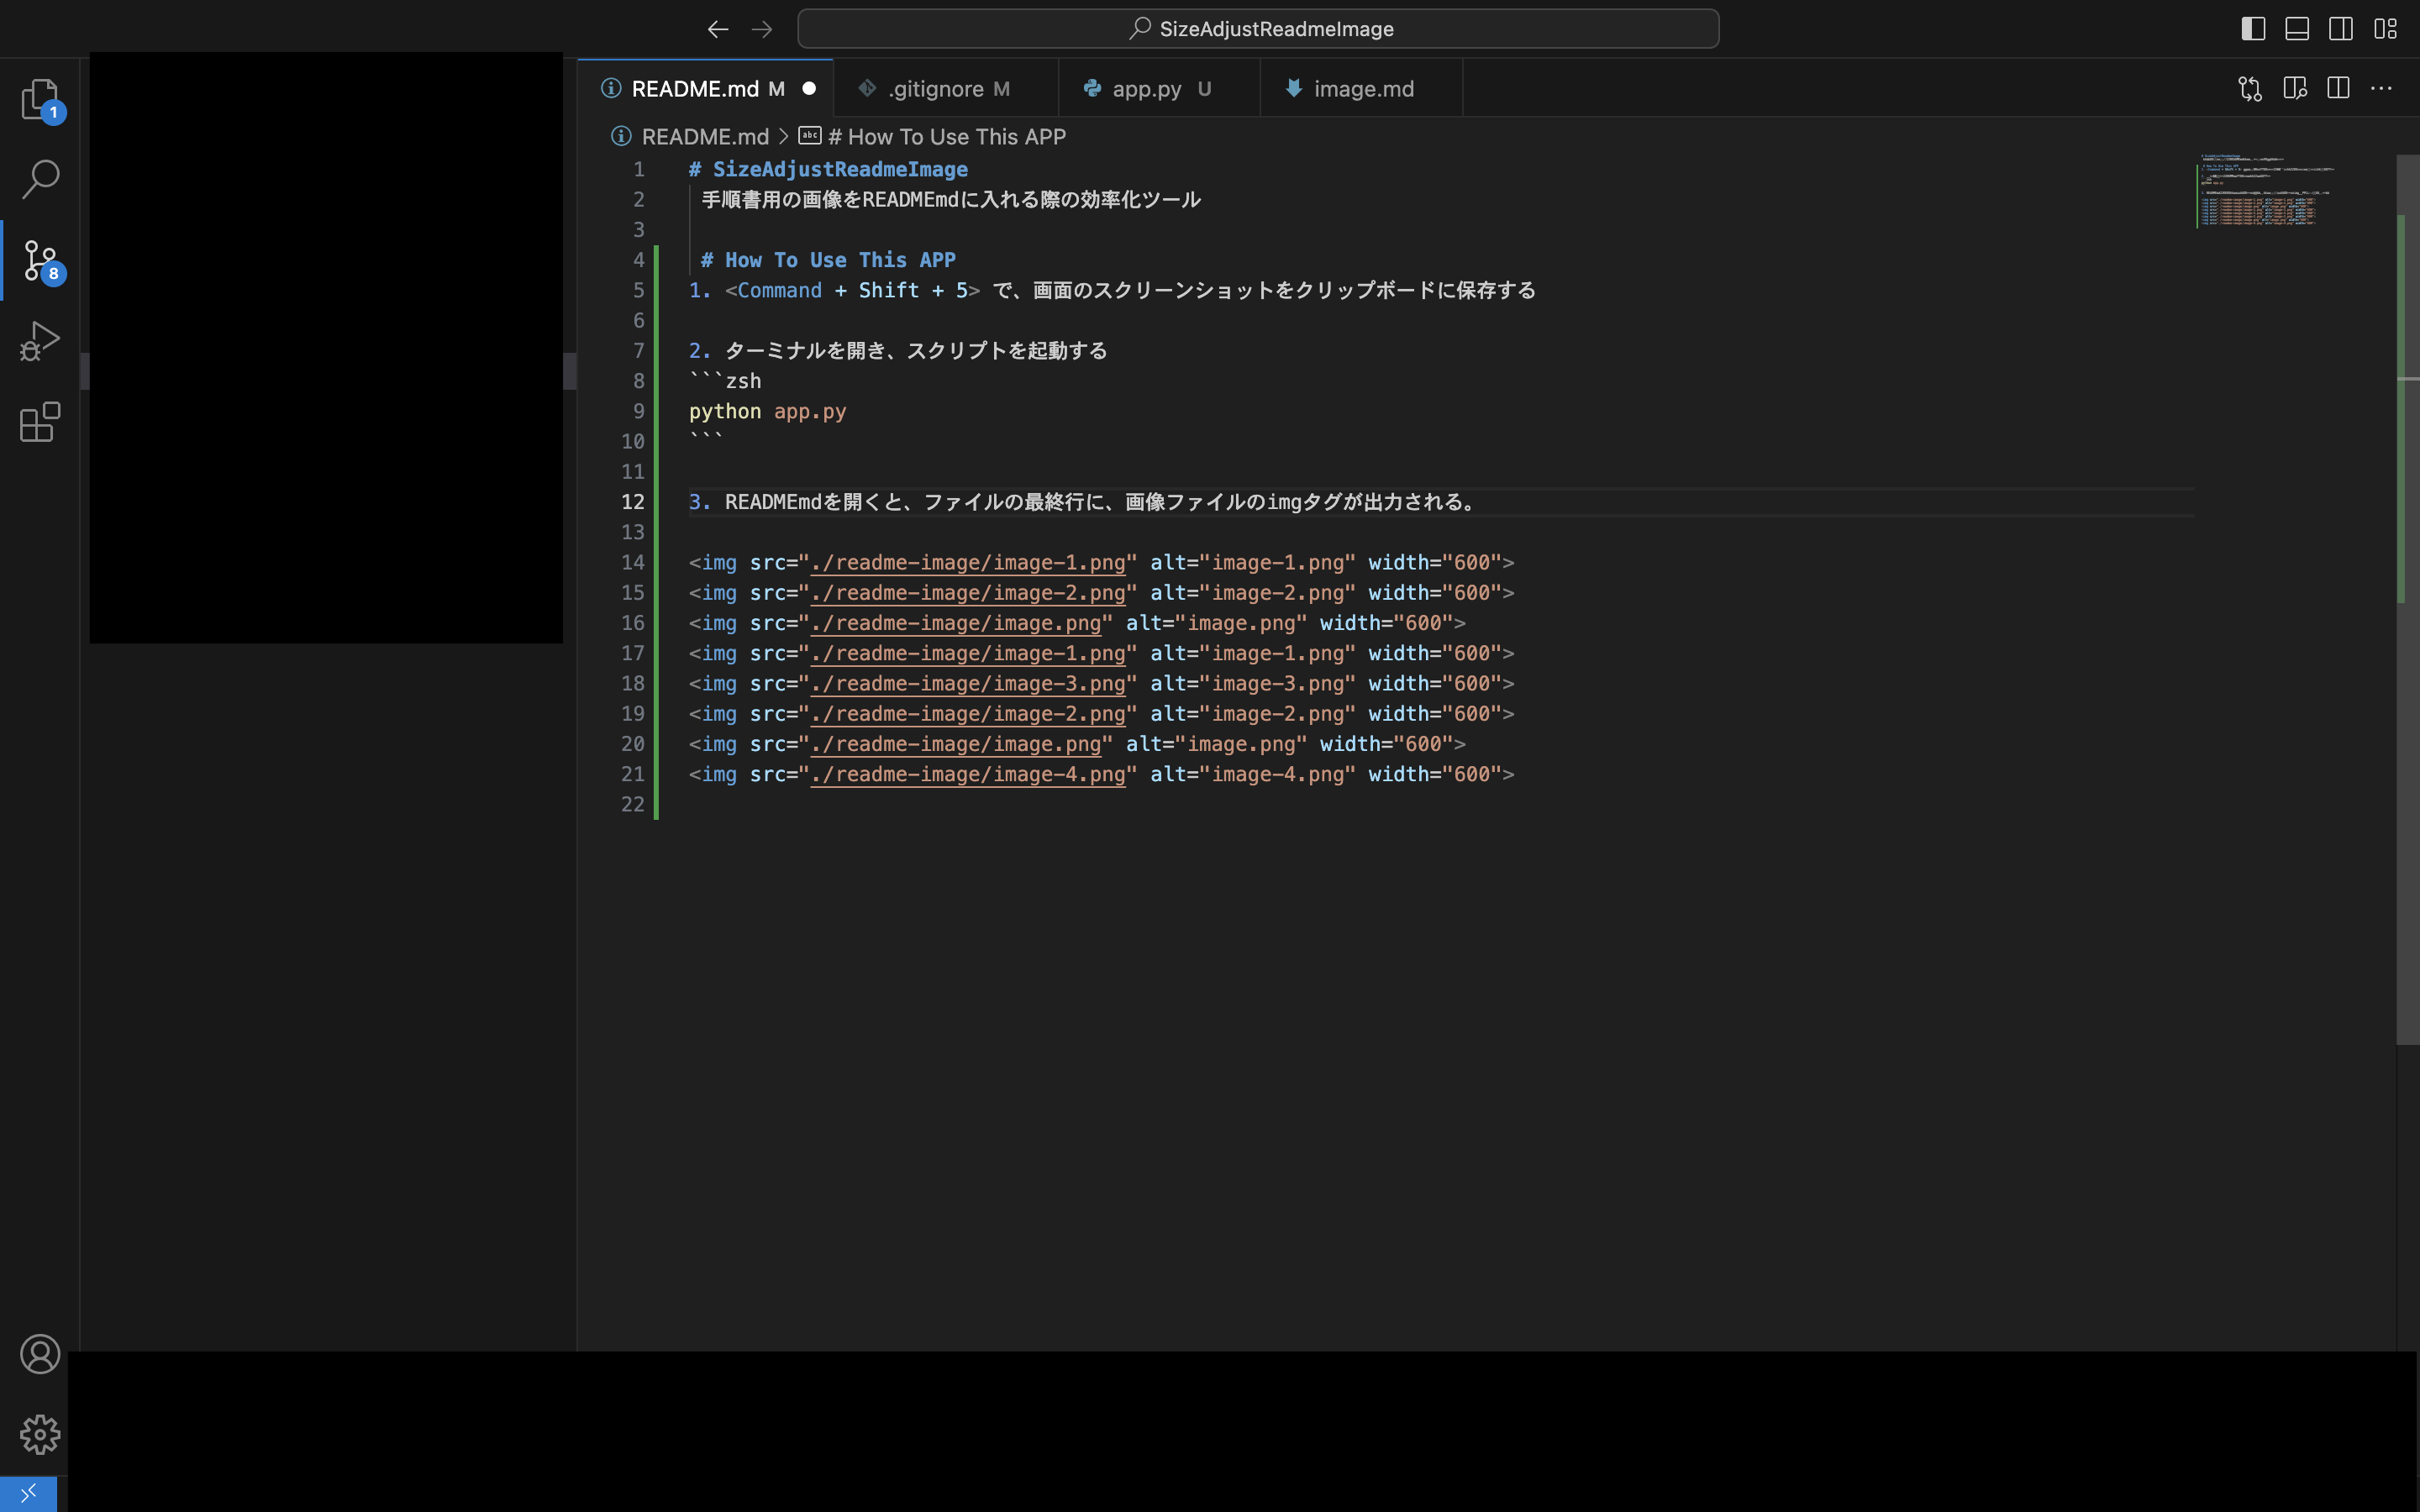 SizeAdjustReadmeImage
1
8
README.md M
.gitignore M
app.py U
image.md
README.md > # How To Use This APP
1 # SizeAdjustReadmeImage
2 手順書用の画像をREADMEmdに入れる際の効率化ツール
3
4 # How To Use This APP
5 1. <Command + Shift + 5> で、画面のスクリーンショットをクリップボードに保存する
6
7 2. ターミナルを開き、スクリプトを起動する
8 ```zsh
9 python app.py
10 ```
11
12 3. READMEmdを開くと、ファイルの最終行に、画像ファイルのimgタグが出力される。
13
14 <img src="./readme-image/image-1.png" alt="image-1.png" width="600">
15 <img src="./readme-image/image-2.png" alt="image-2.png" width="600">
16 <img src="./readme-image/image.png" alt="image.png" width="600">
17 <img src="./readme-image/image-1.png" alt="image-1.png" width="600">
18 <img src="./readme-image/image-3.png" alt="image-3.png" width="600">
19 <img src="./readme-image/image-2.png" alt="image-2.png" width="600">
20 <img src="./readme-image/image.png" alt="image.png" width="600">
21 <img src="./readme-image/image-4.png" alt="image-4.png" width="600">
22